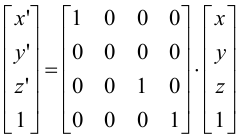 [x'] [1 0 0 0] [x]
[y'] [0 0 0 0] [y]
[z'] = [0 0 1 0] · [z]
[1] [0 0 0 1] [1]